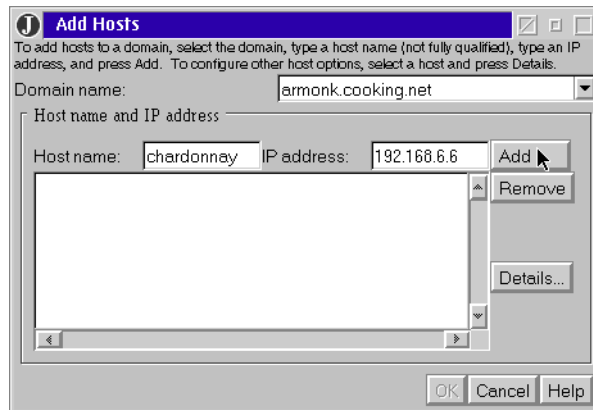 J Add Hosts
To add hosts to a domain, select the domain, type a host name (not fully qualified), type an IP
address, and press Add. To configure other host options, select a host and press Details.
Domain name: armonk.cooking.net
Host name and IP address
Host name: chardonnay IP address: 192.168.6.6 Add
Remove
Details...
OK Cancel Help